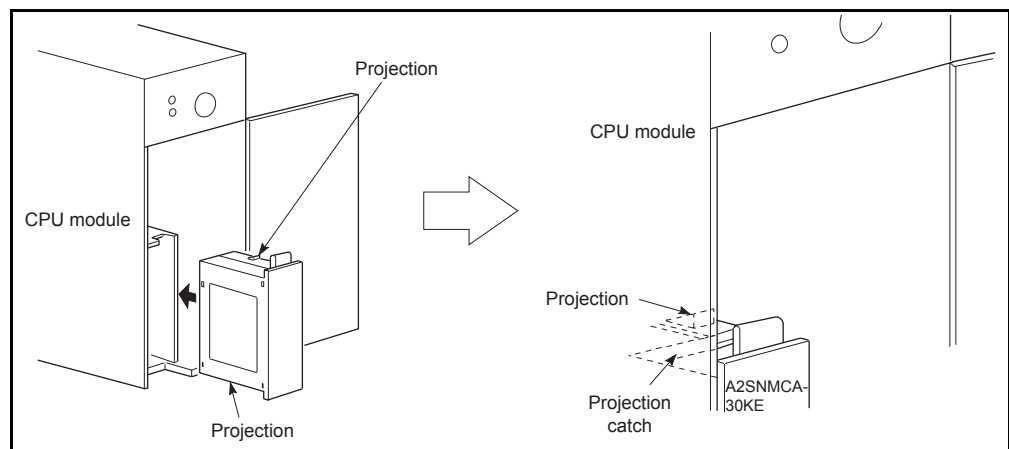 Projection
CPU module
Projection
CPU module
Projection
Projection
catch
A2SNMCA-
30KE